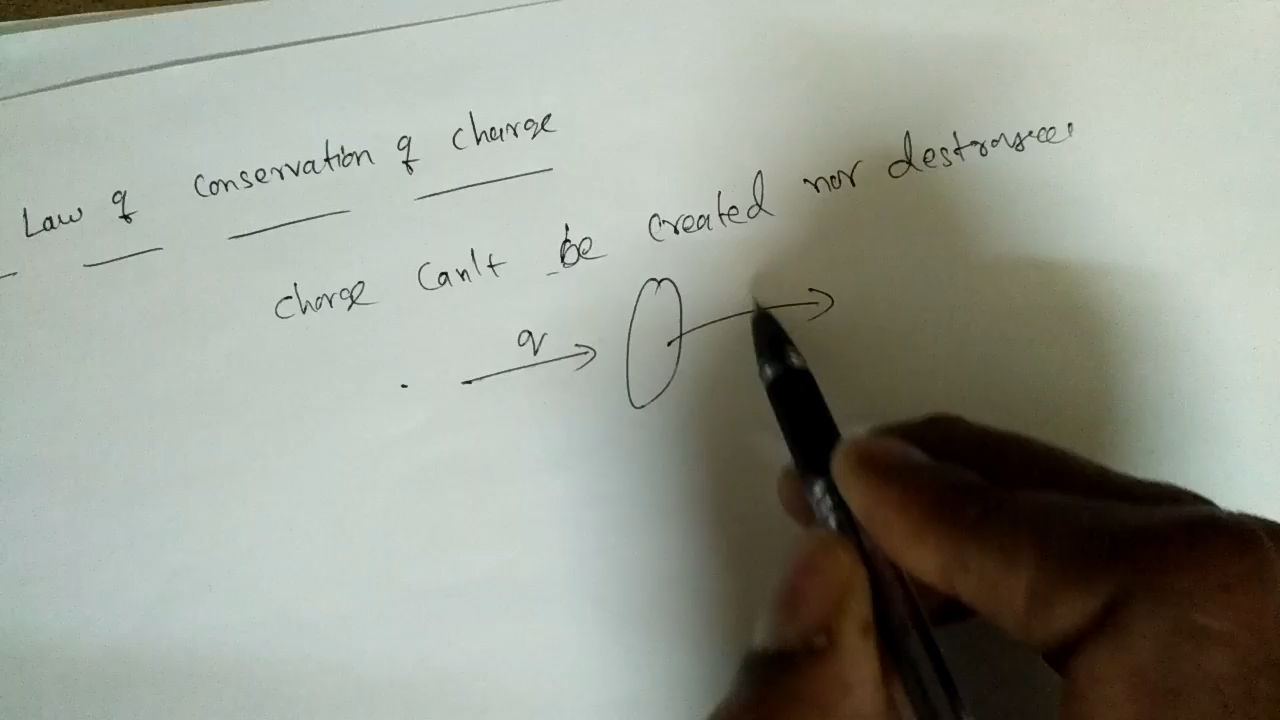 Law of conservation of charge
charge can't be created nor destroyed
q